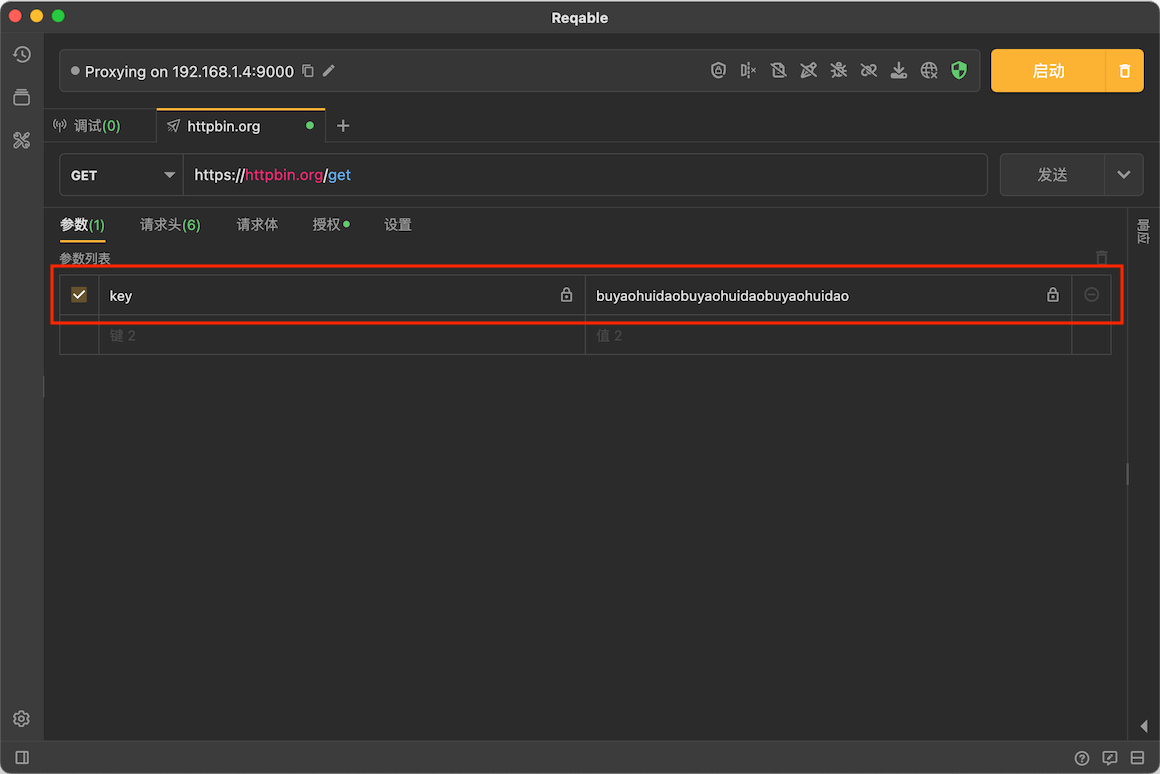 Reqable
Proxying on 192.168.1.4:9000
启动
调试(0)
httpbin.org
GET
https://httpbin.org/get
发送
参数(1)
请求头(6)
请求体
授权
设置
响应
参数列表
key
buyaohuidaobuyaohuidaobuyaohuidao
键 2
值 2